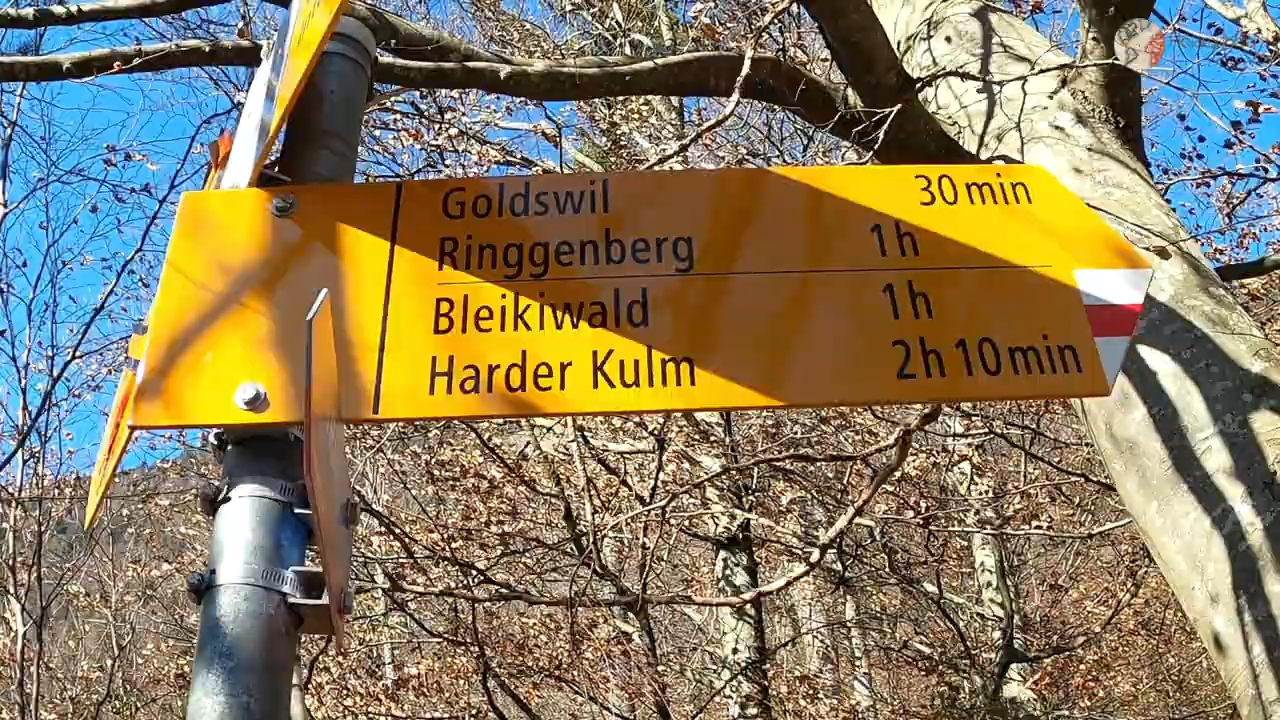 Goldswil 30 min
Ringgenberg 1 h
Bleikiwald 1 h
Harder Kulm 2 h 10 min